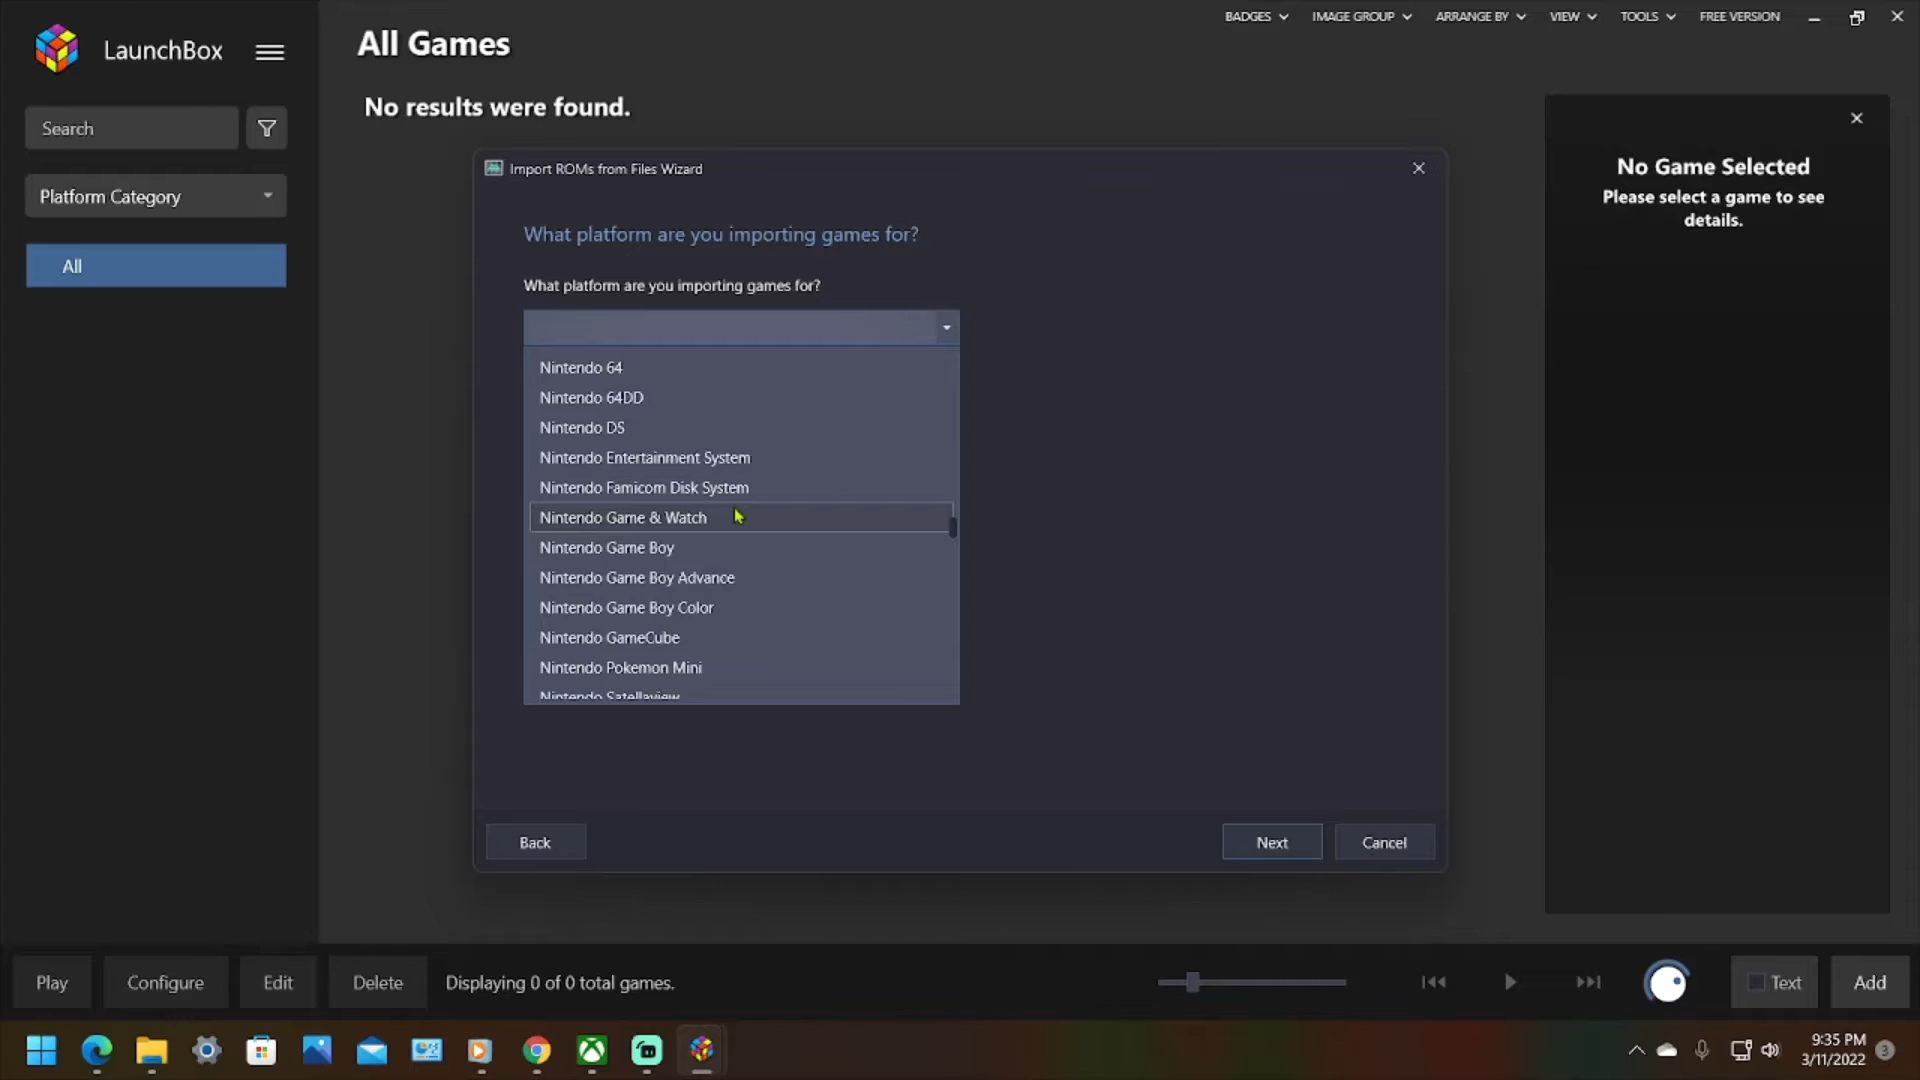 LaunchBox
All Games
BADGES
IMAGE GROUP
ARRANGE BY
VIEW
TOOLS
FREE VERSION
Search
No results were found.
Platform Category
All
Import ROMs from Files Wizard
What platform are you importing games for?
What platform are you importing games for?
Nintendo 64
Nintendo 64DD
Nintendo DS
Nintendo Entertainment System
Nintendo Famicom Disk System
Nintendo Game & Watch
Nintendo Game Boy
Nintendo Game Boy Advance
Nintendo Game Boy Color
Nintendo GameCube
Nintendo Pokemon Mini
Nintendo Satellaview
Back
Next
Cancel
No Game Selected
Please select a game to see
details.
Play
Configure
Edit
Delete
Displaying 0 of 0 total games.
Text
Add
9:35 PM
3/11/2022
3